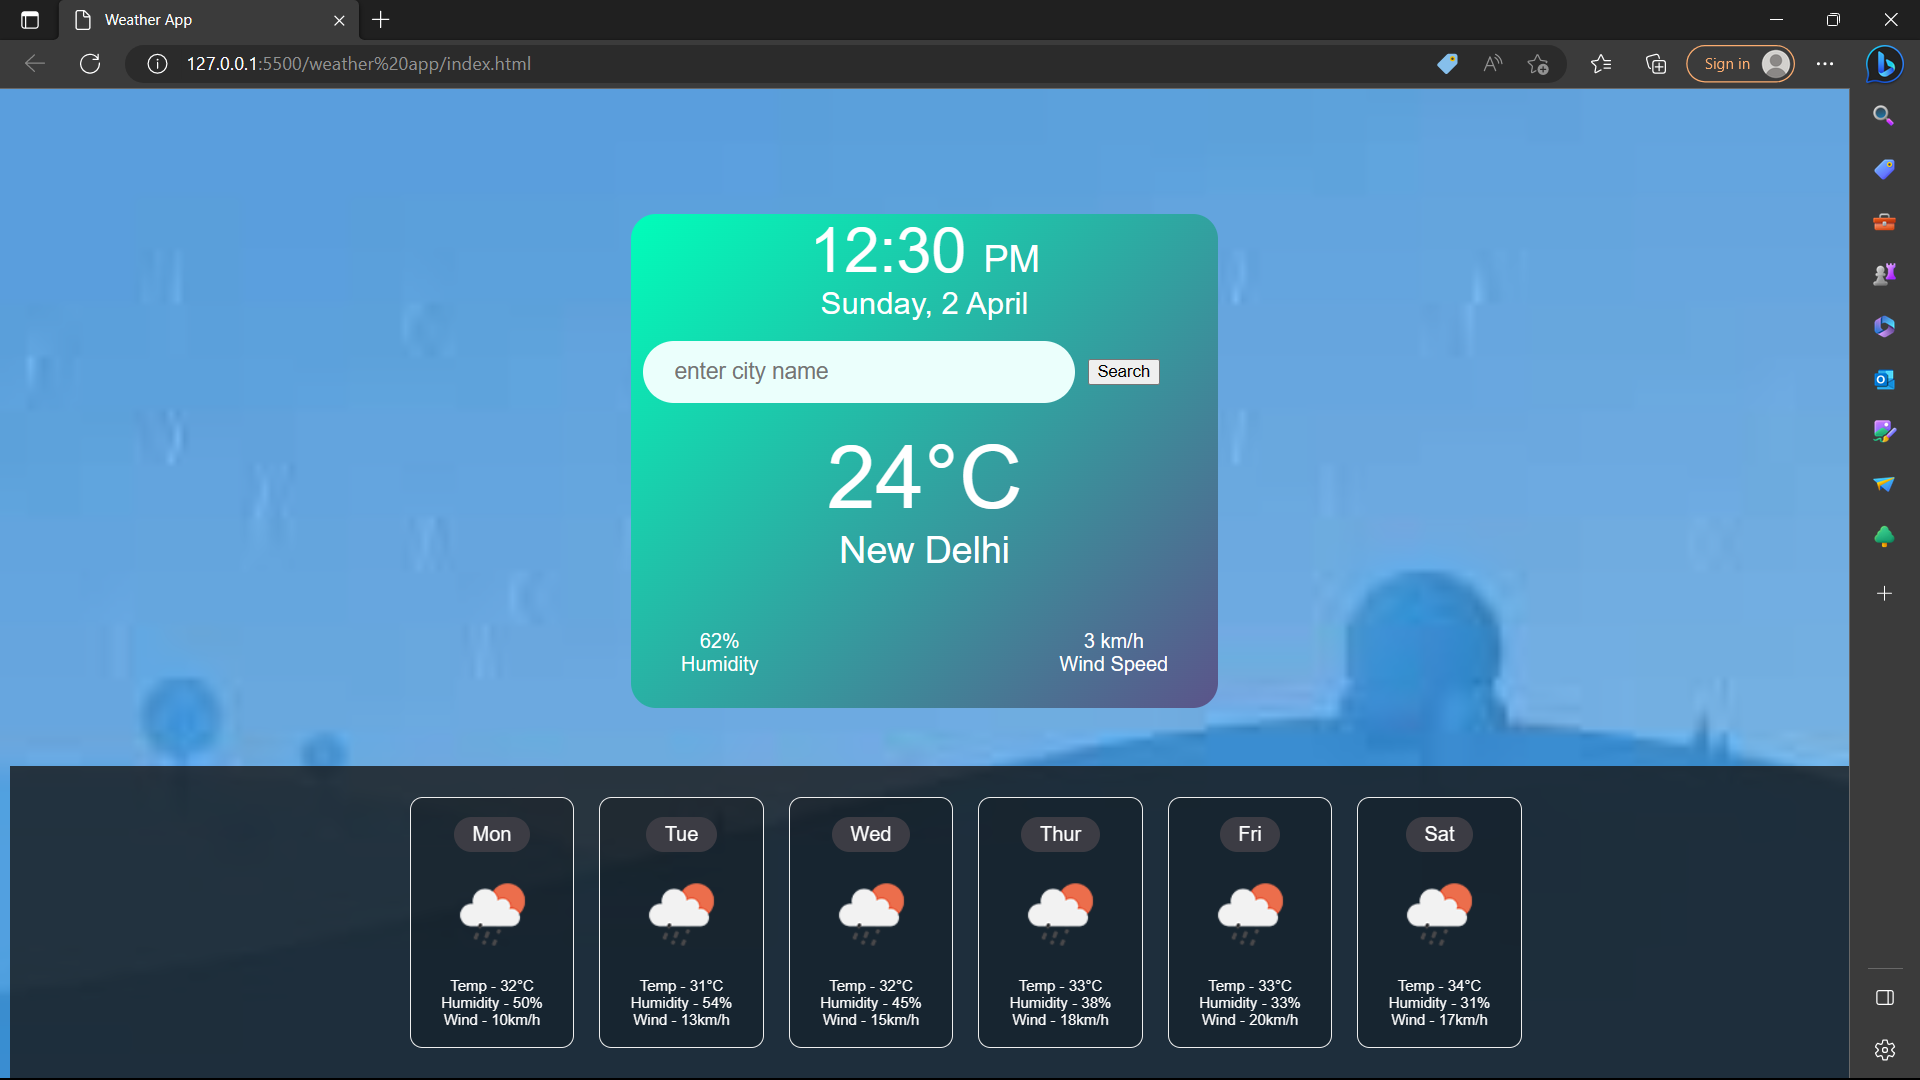 Weather App
127.0.0.1:5500/weather%20app/index.html
Sign in
12:30 PM
Sunday, 2 April
enter city name
Search
24°C
New Delhi
62%
Humidity
3 km/h
Wind Speed
Mon
Temp - 32°C
Humidity - 50%
Wind - 10km/h
Tue
Temp - 31°C
Humidity - 54%
Wind - 13km/h
Wed
Temp - 32°C
Humidity - 45%
Wind - 15km/h
Thur
Temp - 33°C
Humidity - 38%
Wind - 18km/h
Fri
Temp - 33°C
Humidity - 33%
Wind - 20km/h
Sat
Temp - 34°C
Humidity - 31%
Wind - 17km/h